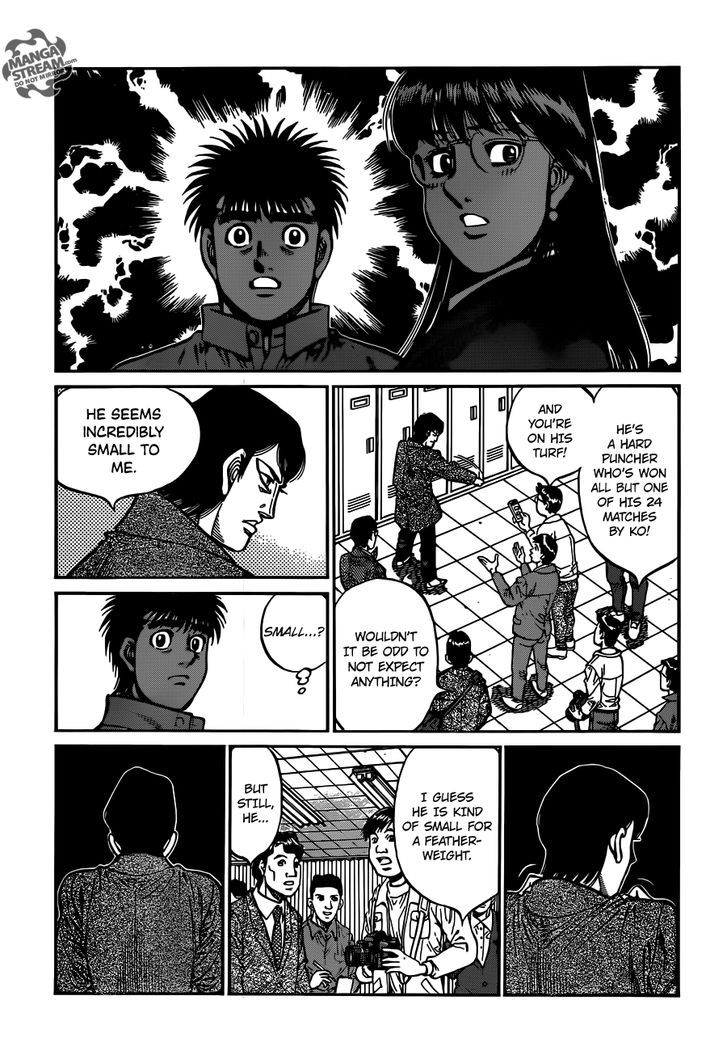 MANGA
STREAM.com
DO NOT MIRROR
HE'S
A HARD
PUNCHER
WHO'S WON
ALL BUT ONE
OF HIS 24
MATCHES
BY KO!
AND
YOU'RE
ON HIS
TURF!
WOULDN'T
IT BE ODD TO
NOT EXPECT
ANYTHING?
HE SEEMS
INCREDIBLY
SMALL TO
ME.
SMALL...?
I GUESS
HE IS KIND
OF SMALL FOR
A FEATHER-
WEIGHT.
BUT
STILL,
HE...